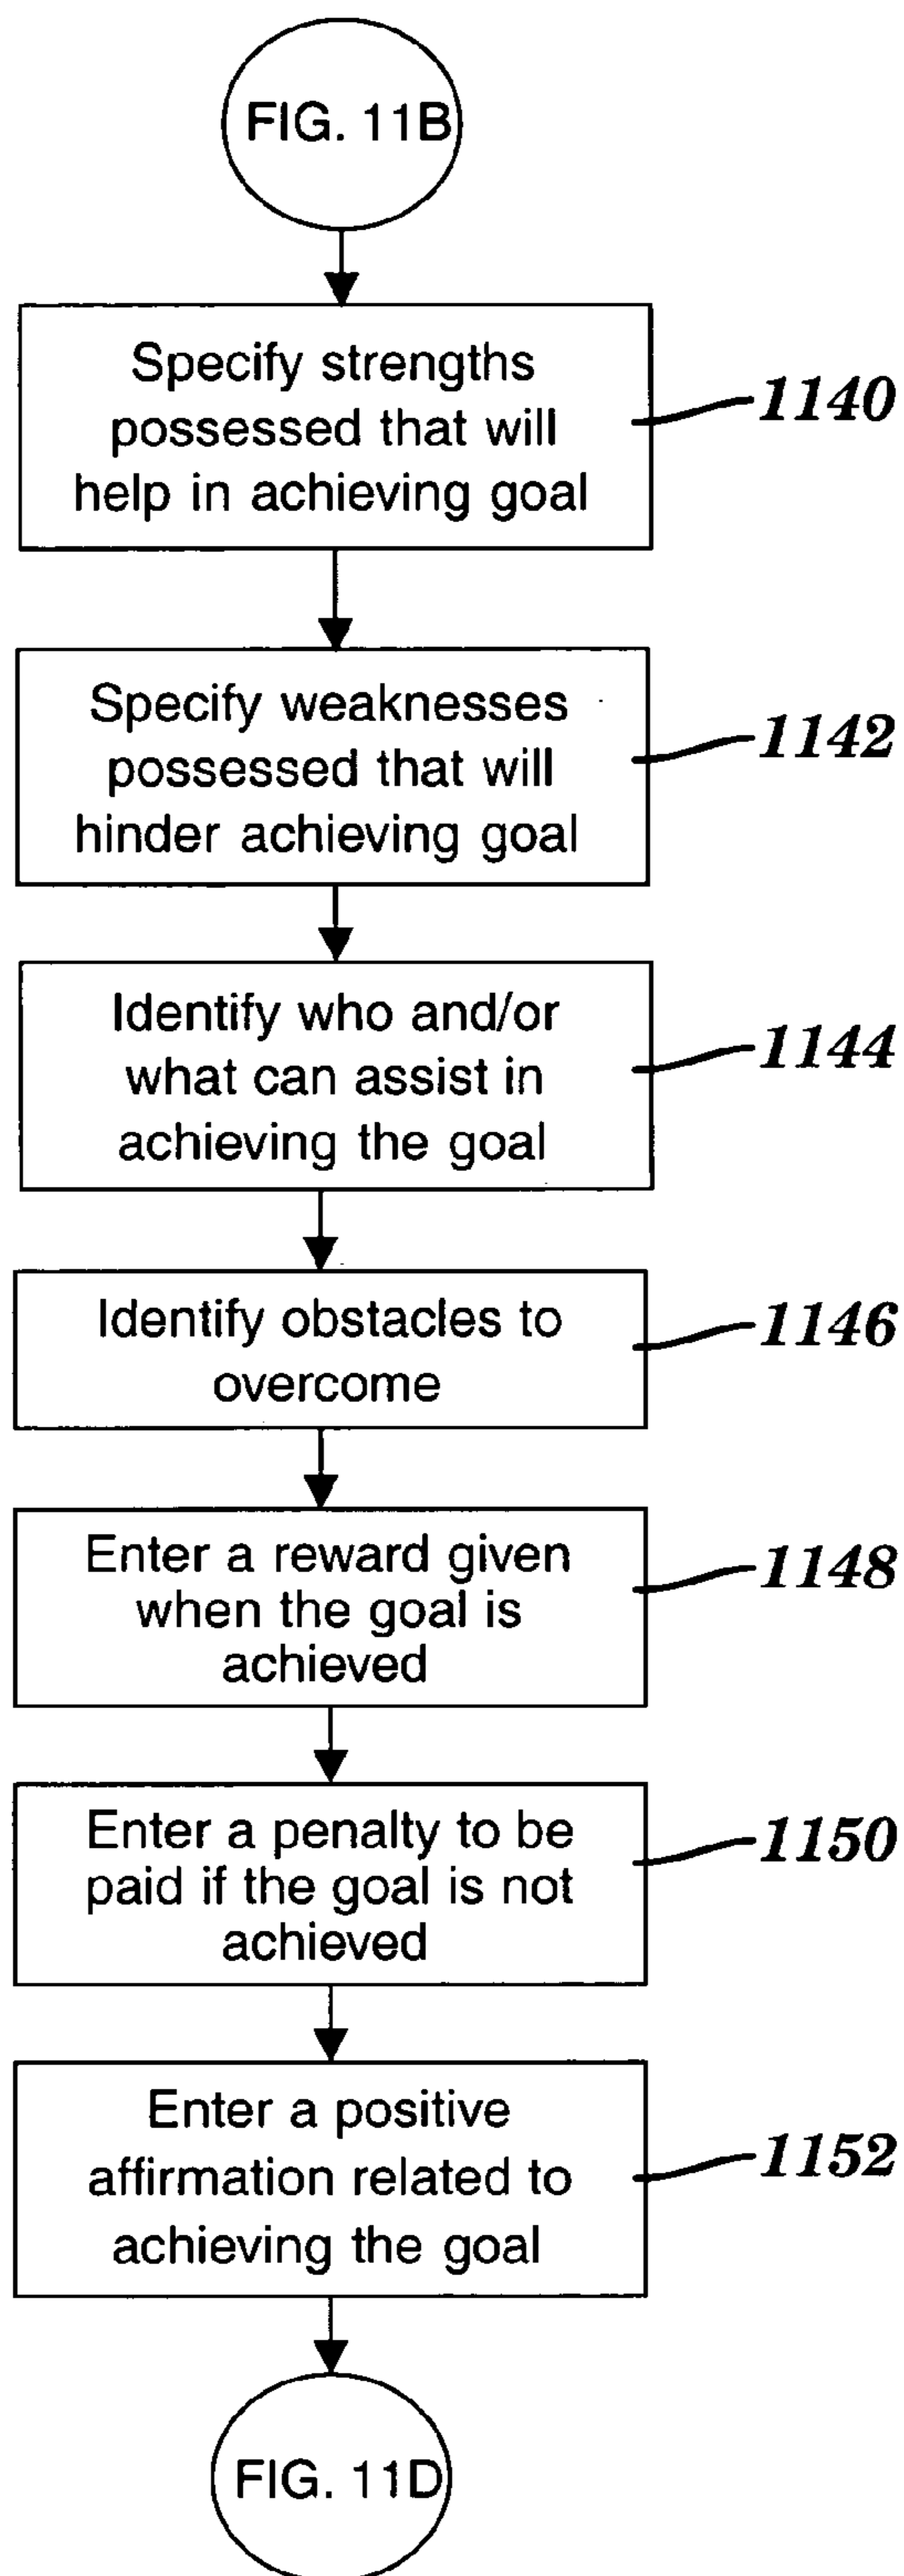 FIG. 11B
Specify strengths
possessed that will
help in achieving goal
1140
Specify weaknesses
possessed that will
hinder achieving goal
1142
Identify who and/or
what can assist in
achieving the goal
1144
Identify obstacles to
overcome
1146
Enter a reward given
when the goal is
achieved
1148
Enter a penalty to be
paid if the goal is not
achieved
1150
Enter a positive
affirmation related to
achieving the goal
1152
FIG. 11D